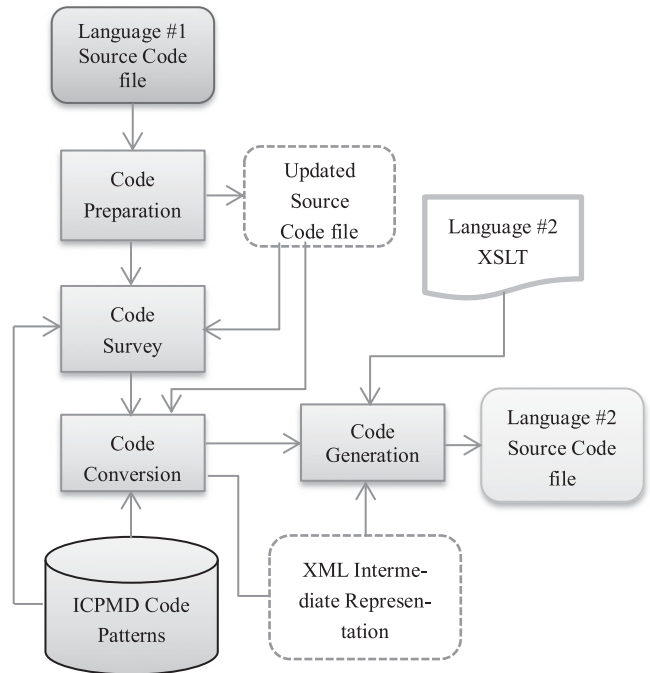 Language #1
Source Code
file
Code
Preparation
Updated
Source
Code file
Language #2
XSLT
Code
Survey
Code
Conversion
Code
Generation
Language #2
Source Code
file
ICPMD Code
Patterns
XML Interme-
diate Represen-
tation